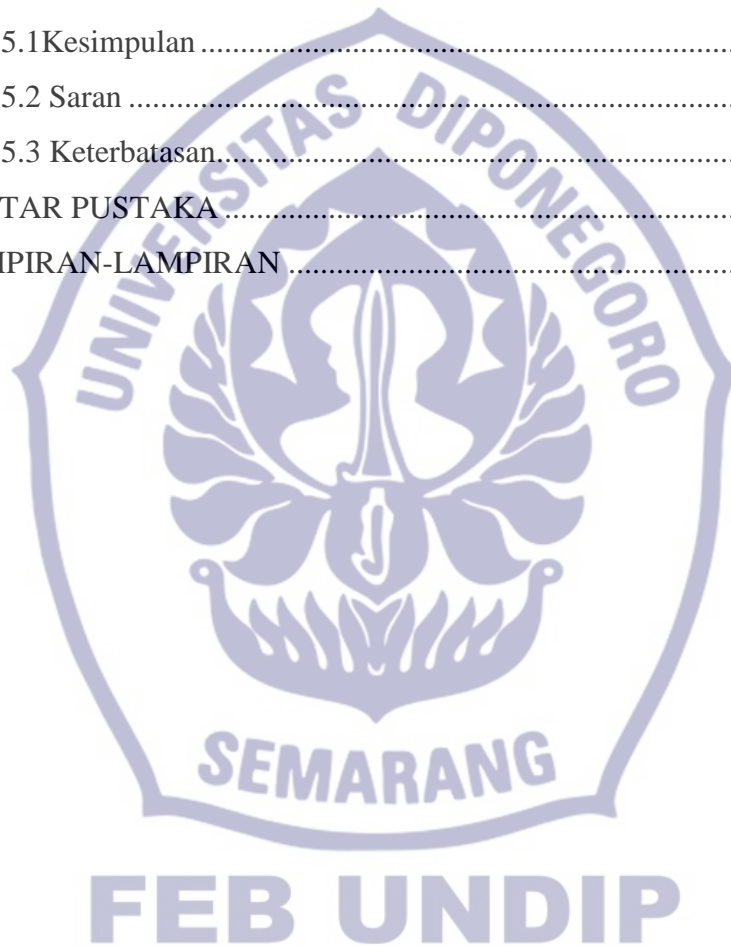 5.1Kesimpulan ................................................................
5.2 Saran ................................................................
5.3 Keterbatasan................................................................
TAR PUSTAKA ................................................................
IPIRAN-LAMPIRAN ................................................................
UNIVERSITAS DIPONEGORO
SEMARANG
FEB UNDIP